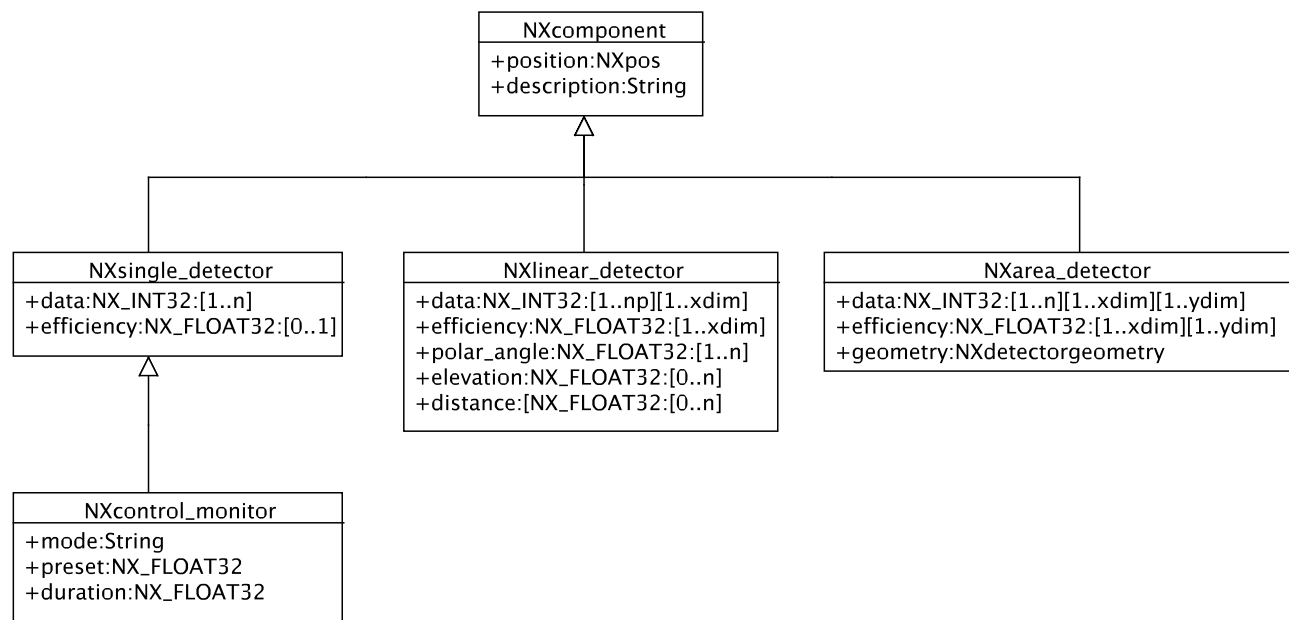 NXcomponent
+position:NXpos
+description:String
NXsingle_detector
+data:NX_INT32:[1..n]
+efficiency:NX_FLOAT32:[0..1]
NXlinear_detector
+data:NX_INT32:[1..np][1..xdim]
+efficiency:NX_FLOAT32:[1..xdim]
+polar_angle:NX_FLOAT32:[1..n]
+elevation:NX_FLOAT32:[0..n]
+distance:[NX_FLOAT32:[0..n]
NXarea_detector
+data:NX_INT32:[1..n][1..xdim][1..ydim]
+efficiency:NX_FLOAT32:[1..xdim][1..ydim]
+geometry:NXdetectorgeometry
NXcontrol_monitor
+mode:String
+preset:NX_FLOAT32
+duration:NX_FLOAT32